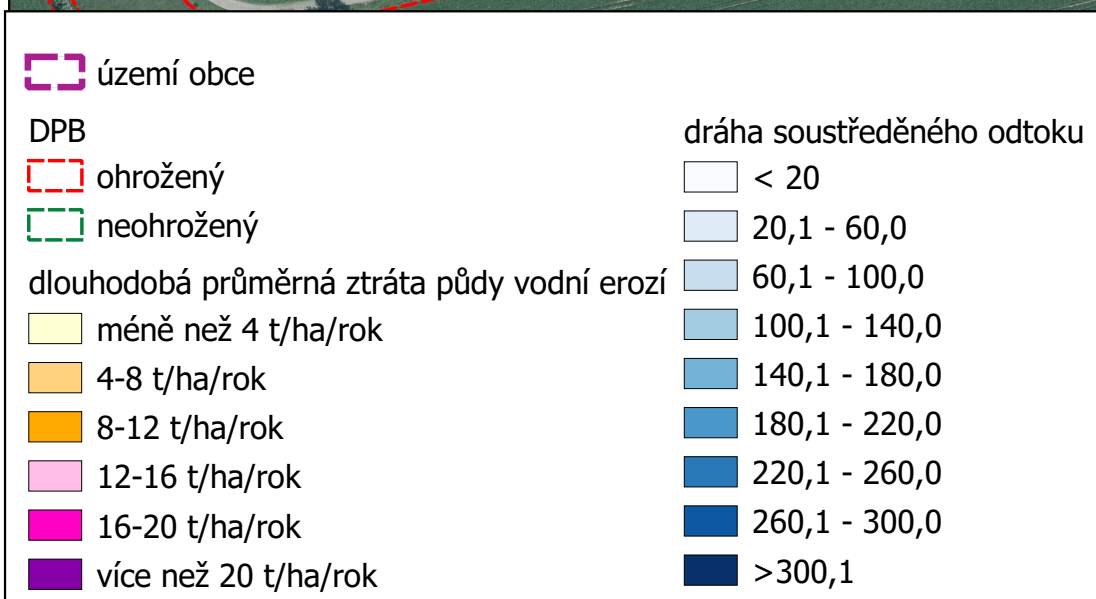 území obce
DPB
ohrožený
neohrožený
dlouhodobá průměrná ztráta půdy vodní erozí
méně než 4 t/ha/rok
4-8 t/ha/rok
8-12 t/ha/rok
12-16 t/ha/rok
16-20 t/ha/rok
více než 20 t/ha/rok
dráha soustředěného odtoku
< 20
20,1 - 60,0
60,1 - 100,0
100,1 - 140,0
140,1 - 180,0
180,1 - 220,0
220,1 - 260,0
260,1 - 300,0
>300,1